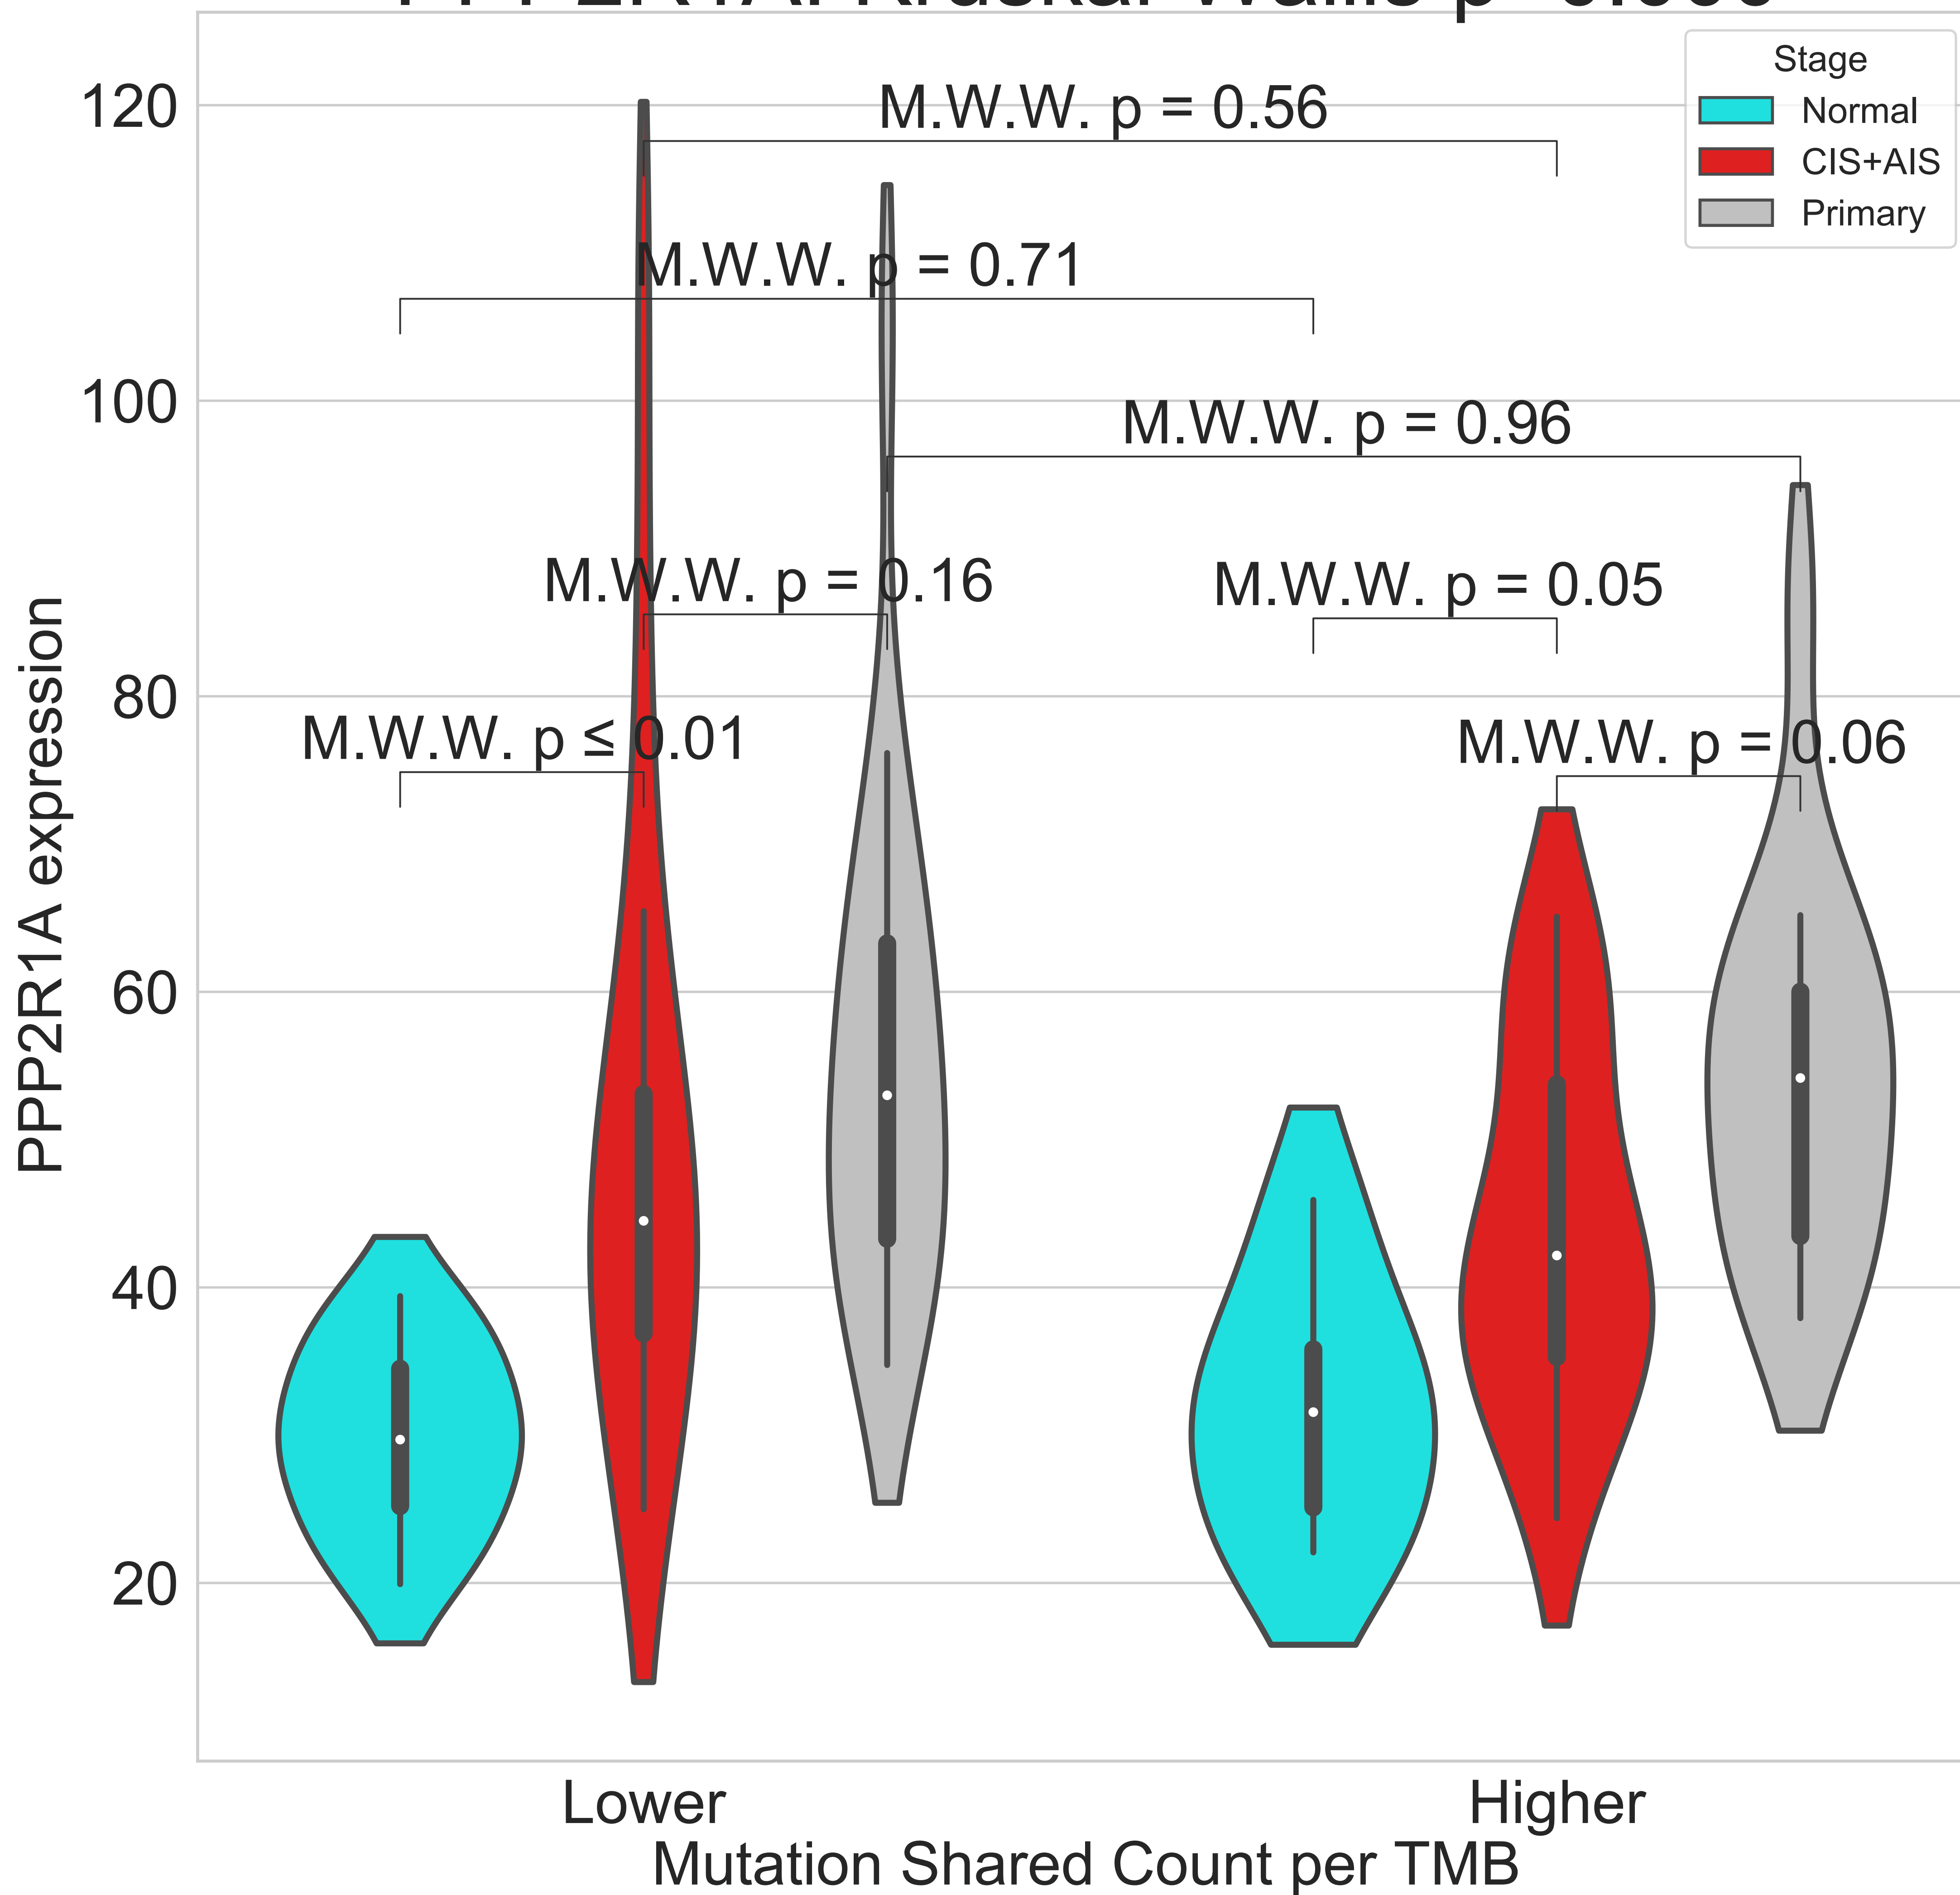 Stage
Normal
CIS+AIS
Primary
120
100
80
60
40
20
PPP2R1A expression
M.W.W. p = 0.56
M.W.W. p = 0.71
M.W.W. p = 0.96
M.W.W. p = 0.16
M.W.W. p = 0.05
M.W.W. p ≤ 0.01
M.W.W. p = 0.06
Lower
Higher
Mutation Shared Count per TMB